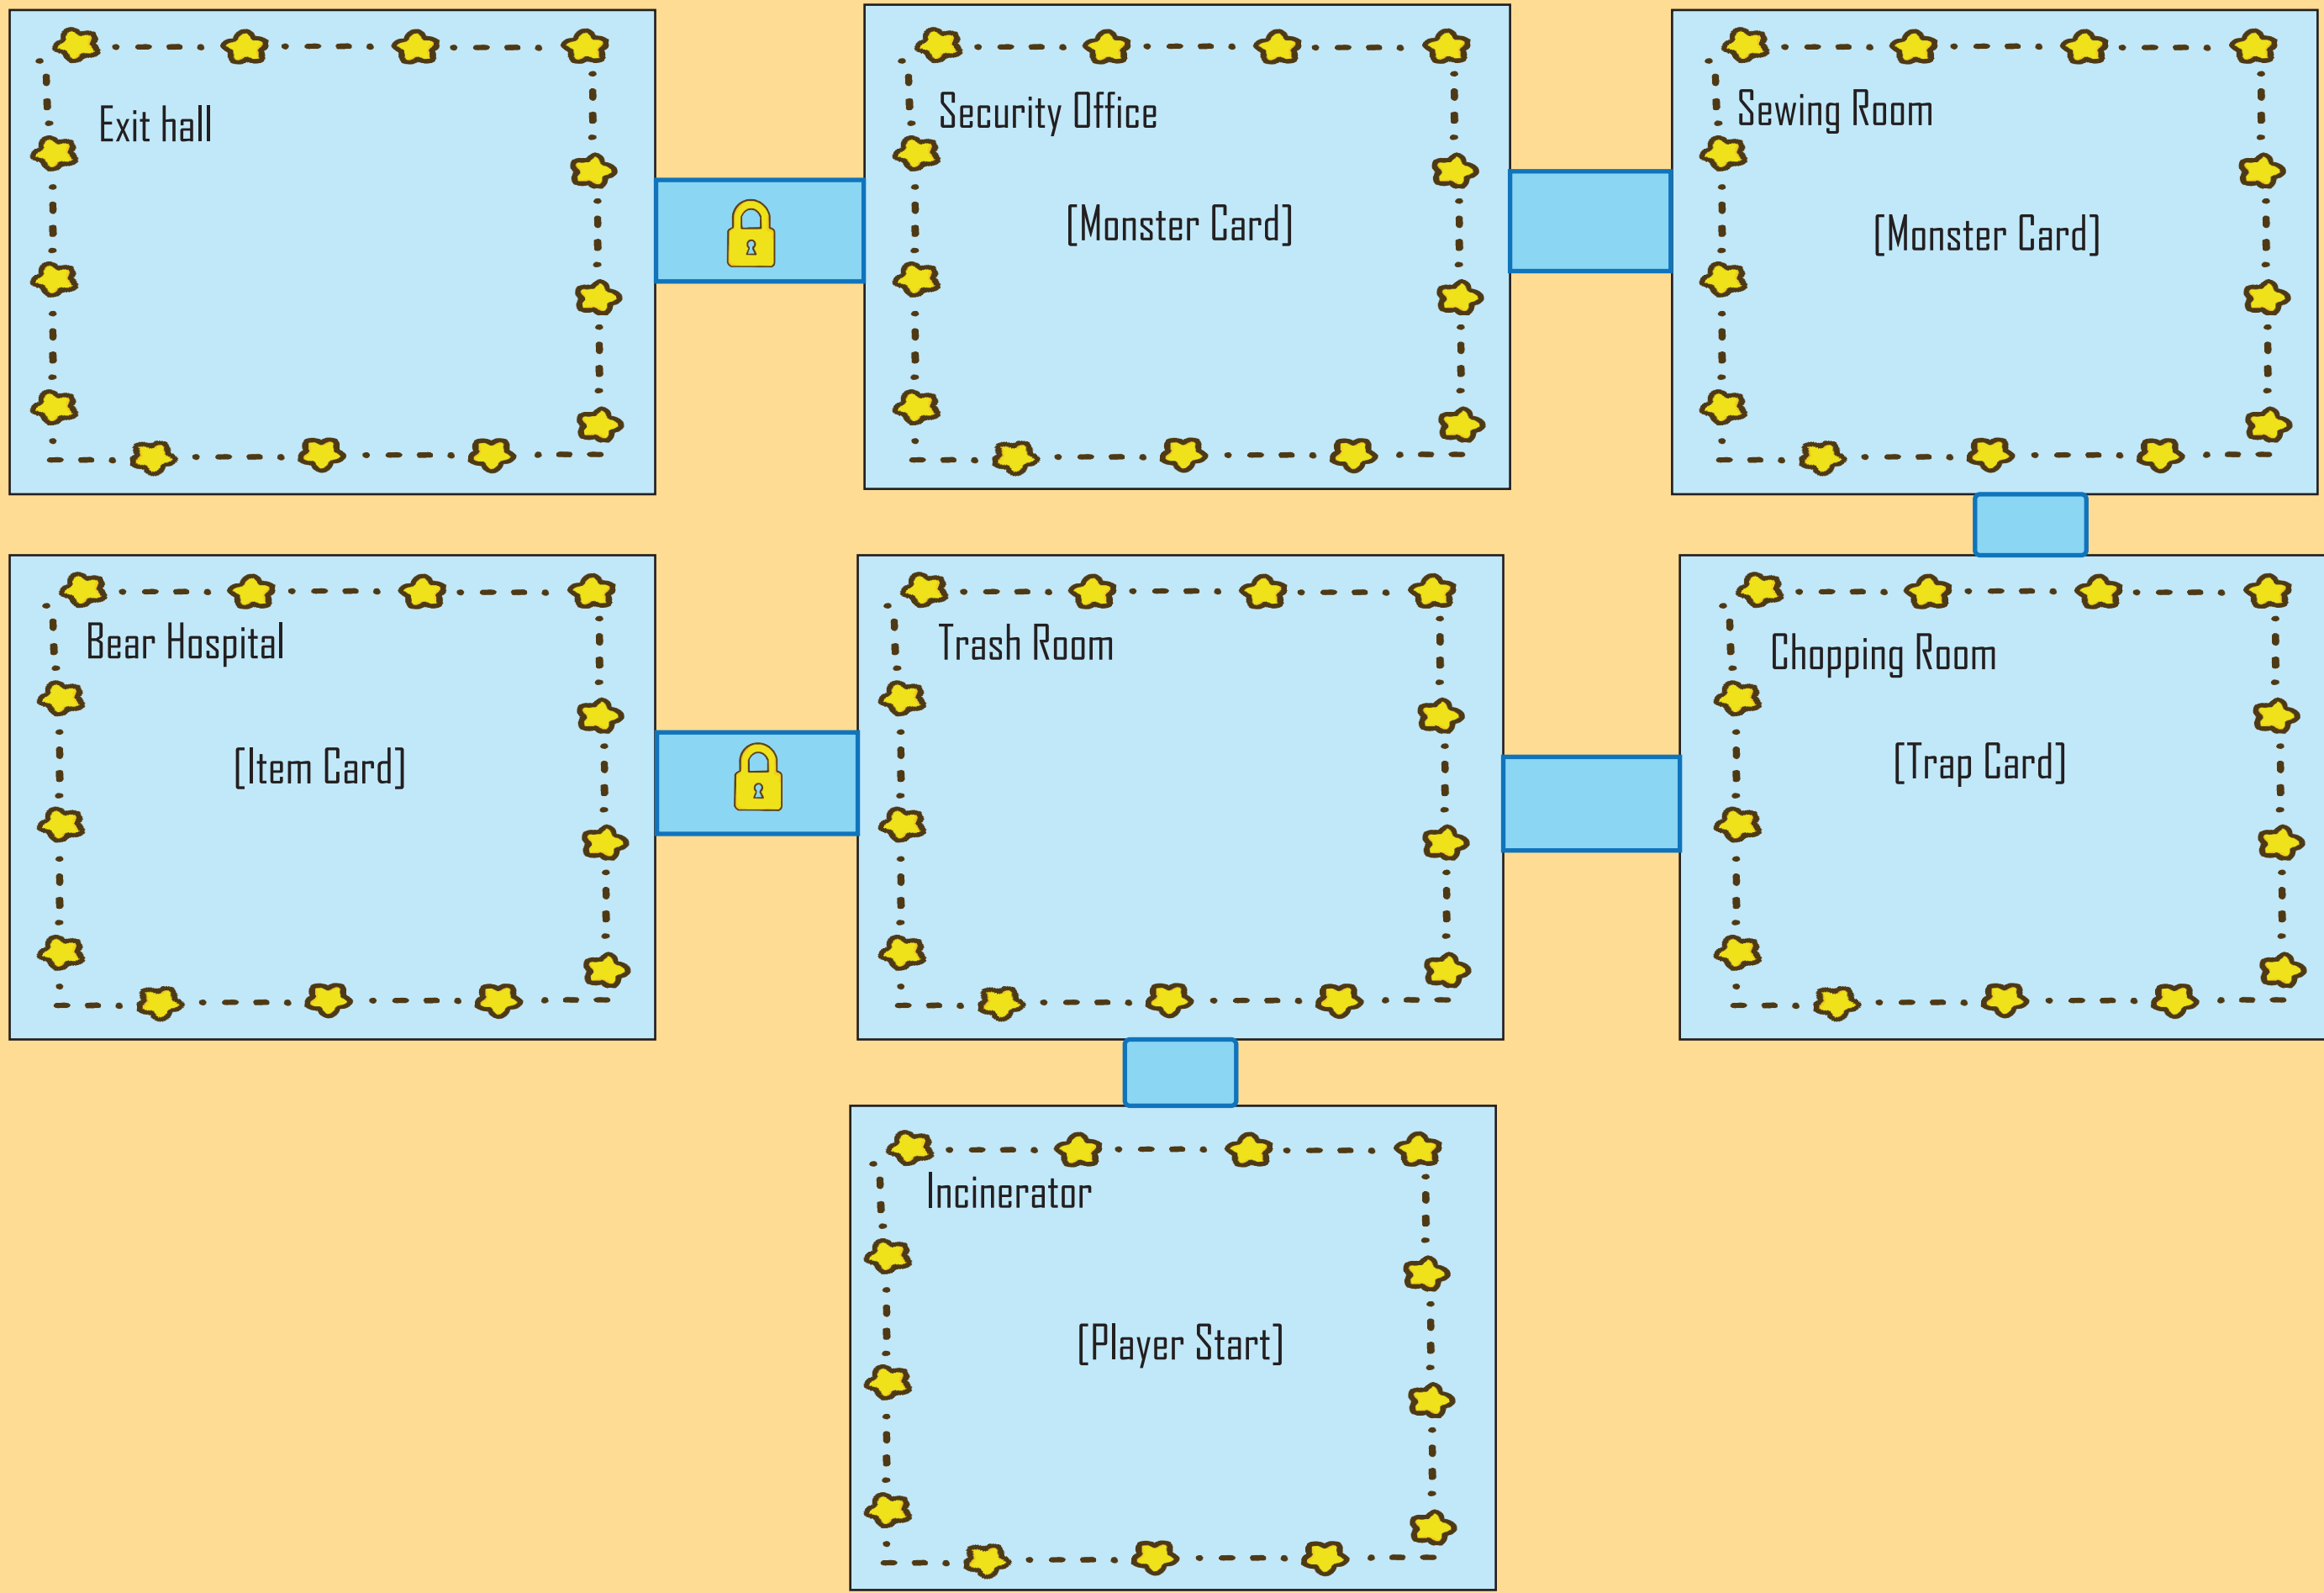 Exit hall
Security Office
[Monster Card]
Sewing Room
[Monster Card]
Bear Hospital
[Item Card]
Trash Room
Chopping Room
[Trap Card]
Incinerator
[Player Start]